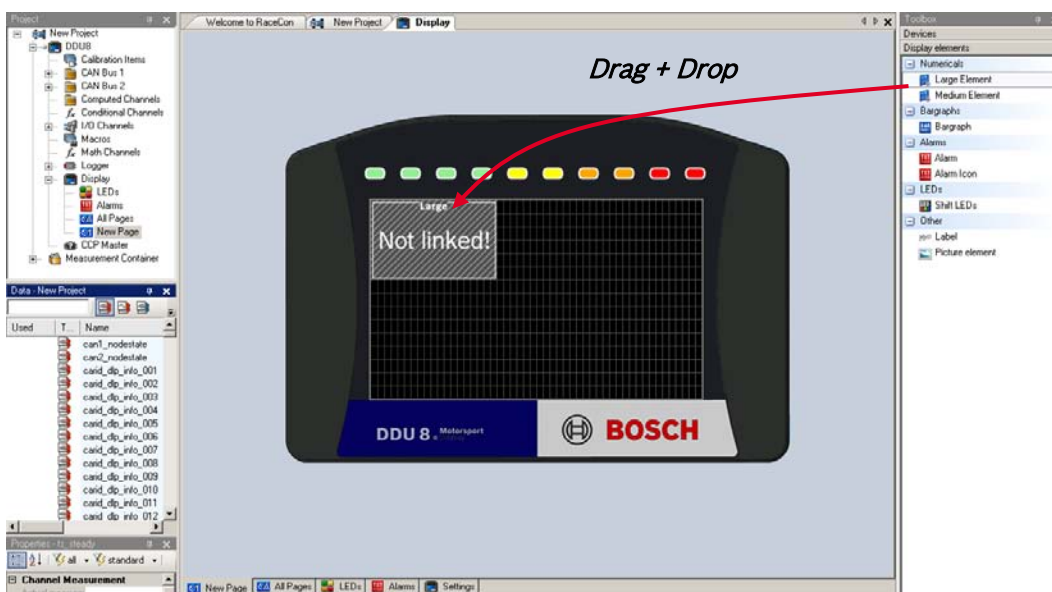 Project
Welcome to RaceCon
New Project
Display
Toolbox
New Project
DDU8
Calibration Items
CAN Bus 1
CAN Bus 2
Computed Channels
Conditional Channels
I/O Channels
Macros
Math Channels
Logger
Display
LEDs
Alarms
All Pages
New Page
CCP Master
Measurement Container
Data - New Project
Used T... Name
can1_nodestate
can2_nodestate
carid_dlp_info_001
carid_dlp_info_002
carid_dlp_info_003
carid_dlp_info_004
carid_dlp_info_005
carid_dlp_info_006
carid_dlp_info_007
carid_dlp_info_008
carid_dlp_info_009
carid_dlp_info_010
carid_dlp_info_011
carid_dlp_info_012
all standard
Channel Measurement
Drag + Drop
Large
Not linked!
DDU 8 Motorsport
BOSCH
New Page All Pages LEDs Alarms Settings
Devices
Display elements
Numericals
Large Element
Medium Element
Bargraphs
Bargraph
Alarms
Alarm
Alarm Icon
LEDs
Shift LEDs
Other
Label
Picture element